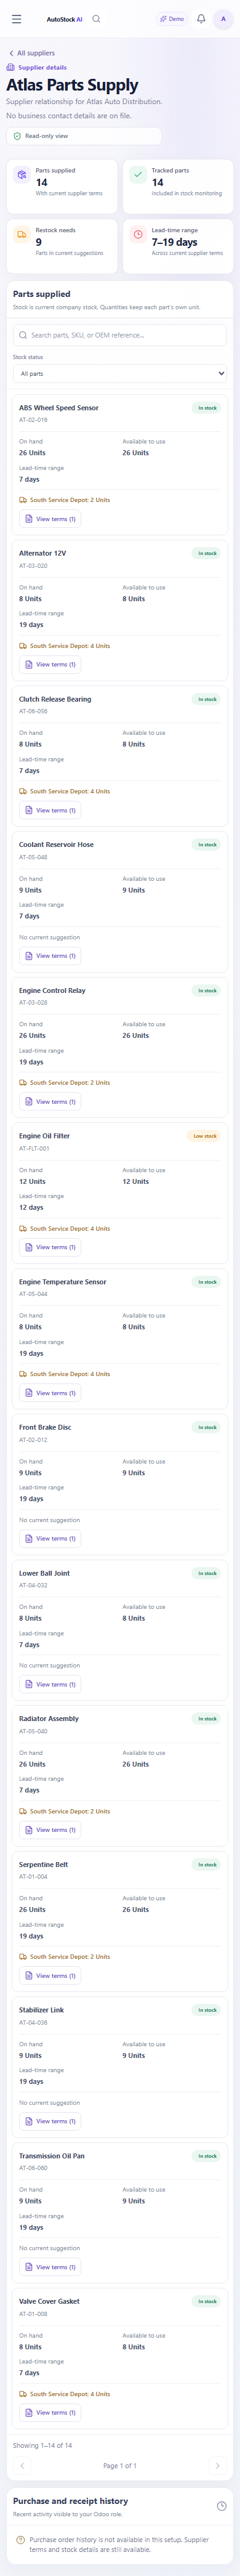 AutoStock AI
Demo
A
All suppliers
Supplier details
Atlas Parts Supply
Supplier relationship for Atlas Auto Distribution.
No business contact details are on file.
Read-only view
Parts supplied
14
With current supplier terms
Tracked parts
14
Included in stock monitoring
Restock needs
9
Parts in current suggestions
Lead-time range
7–19 days
Across current supplier terms
Parts supplied
Stock is current company stock. Quantities keep each part's own unit.
Search parts, SKU, or OEM reference...
Stock status
All parts
ABS Wheel Speed Sensor
In stock
AT-02-016
On hand
Available to use
26 Units
26 Units
Lead-time range
7 days
South Service Depot: 2 Units
View terms (1)
Alternator 12V
In stock
AT-03-020
On hand
Available to use
8 Units
8 Units
Lead-time range
19 days
South Service Depot: 4 Units
View terms (1)
Clutch Release Bearing
In stock
AT-06-056
On hand
Available to use
8 Units
8 Units
Lead-time range
7 days
South Service Depot: 4 Units
View terms (1)
Coolant Reservoir Hose
In stock
AT-05-048
On hand
Available to use
9 Units
9 Units
Lead-time range
7 days
No current suggestion
View terms (1)
Engine Control Relay
In stock
AT-03-028
On hand
Available to use
26 Units
26 Units
Lead-time range
19 days
South Service Depot: 2 Units
View terms (1)
Engine Oil Filter
Low stock
AT-FLT-001
On hand
Available to use
12 Units
12 Units
Lead-time range
12 days
South Service Depot: 4 Units
View terms (1)
Engine Temperature Sensor
In stock
AT-05-044
On hand
Available to use
8 Units
8 Units
Lead-time range
19 days
South Service Depot: 4 Units
View terms (1)
Front Brake Disc
In stock
AT-02-012
On hand
Available to use
9 Units
9 Units
Lead-time range
19 days
No current suggestion
View terms (1)
Lower Ball Joint
In stock
AT-04-032
On hand
Available to use
8 Units
8 Units
Lead-time range
7 days
No current suggestion
View terms (1)
Radiator Assembly
In stock
AT-05-040
On hand
Available to use
26 Units
26 Units
Lead-time range
7 days
South Service Depot: 2 Units
View terms (1)
Serpentine Belt
In stock
AT-01-004
On hand
Available to use
26 Units
26 Units
Lead-time range
19 days
South Service Depot: 2 Units
View terms (1)
Stabilizer Link
In stock
AT-04-036
On hand
Available to use
9 Units
9 Units
Lead-time range
19 days
No current suggestion
View terms (1)
Transmission Oil Pan
In stock
AT-06-060
On hand
Available to use
9 Units
9 Units
Lead-time range
19 days
No current suggestion
View terms (1)
Valve Cover Gasket
In stock
AT-01-008
On hand
Available to use
8 Units
8 Units
Lead-time range
7 days
South Service Depot: 4 Units
View terms (1)
Showing 1–14 of 14
Page 1 of 1
Purchase and receipt history
Recent activity visible to your Odoo role.
Purchase order history is not available in this setup. Supplier
terms and stock details are still available.